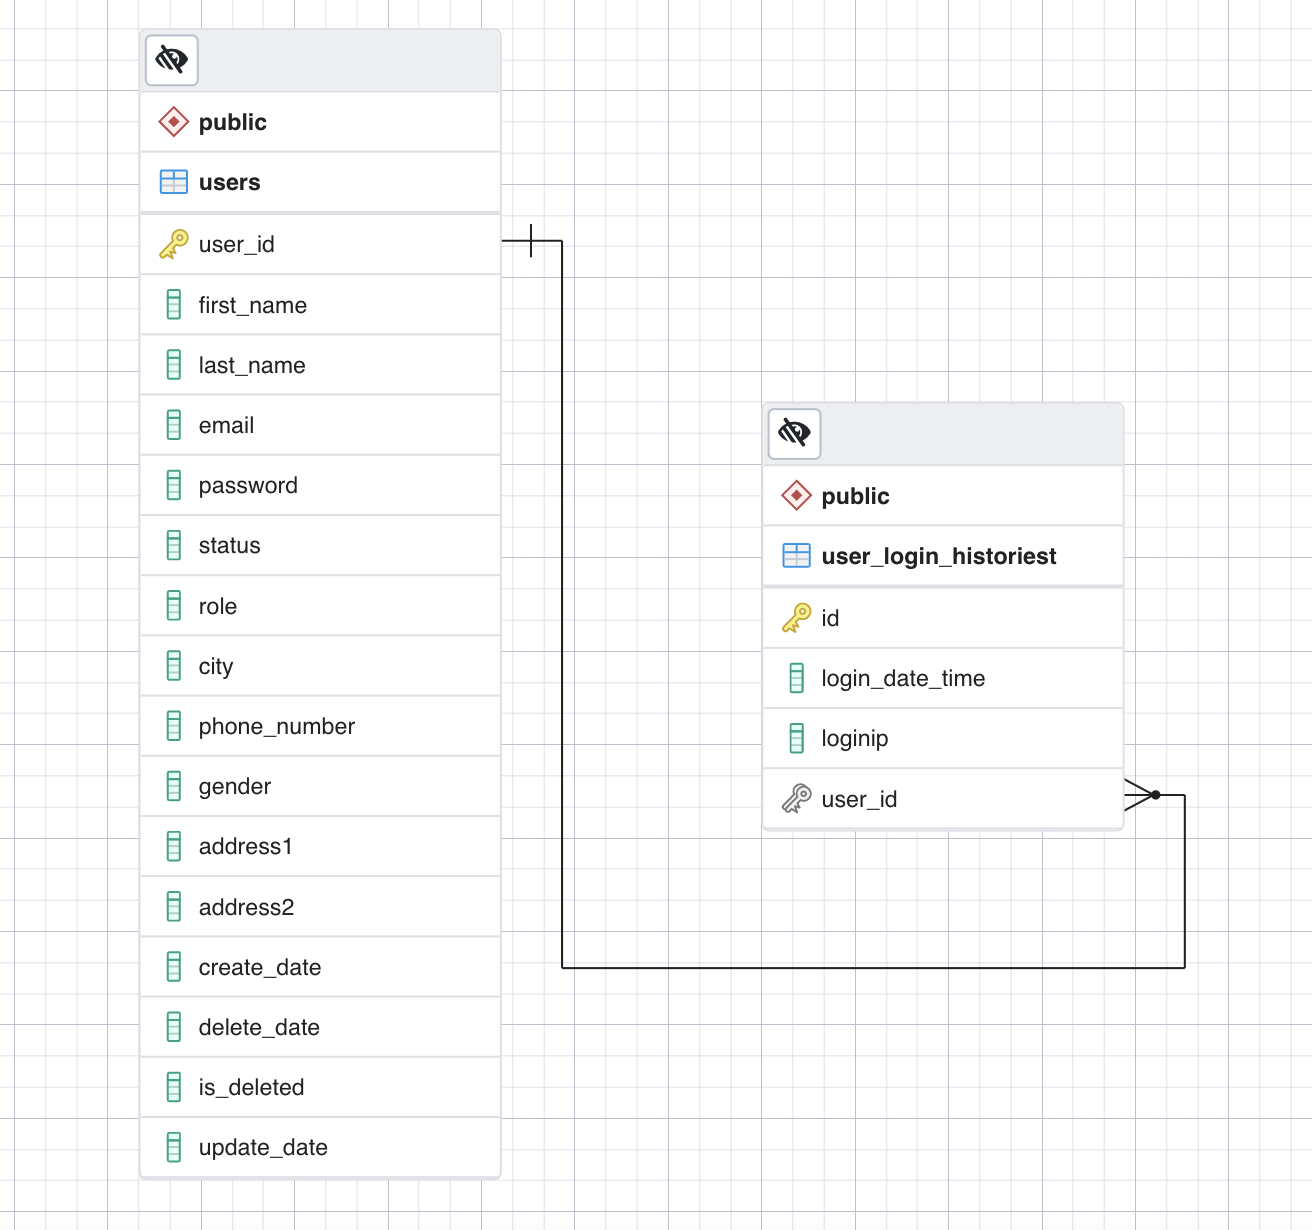 public
users
user_id
first_name
last_name
email
password
status
role
city
phone_number
gender
address1
address2
create_date
delete_date
is_deleted
update_date
public
user_login_historiest
id
login_date_time
loginip
user_id